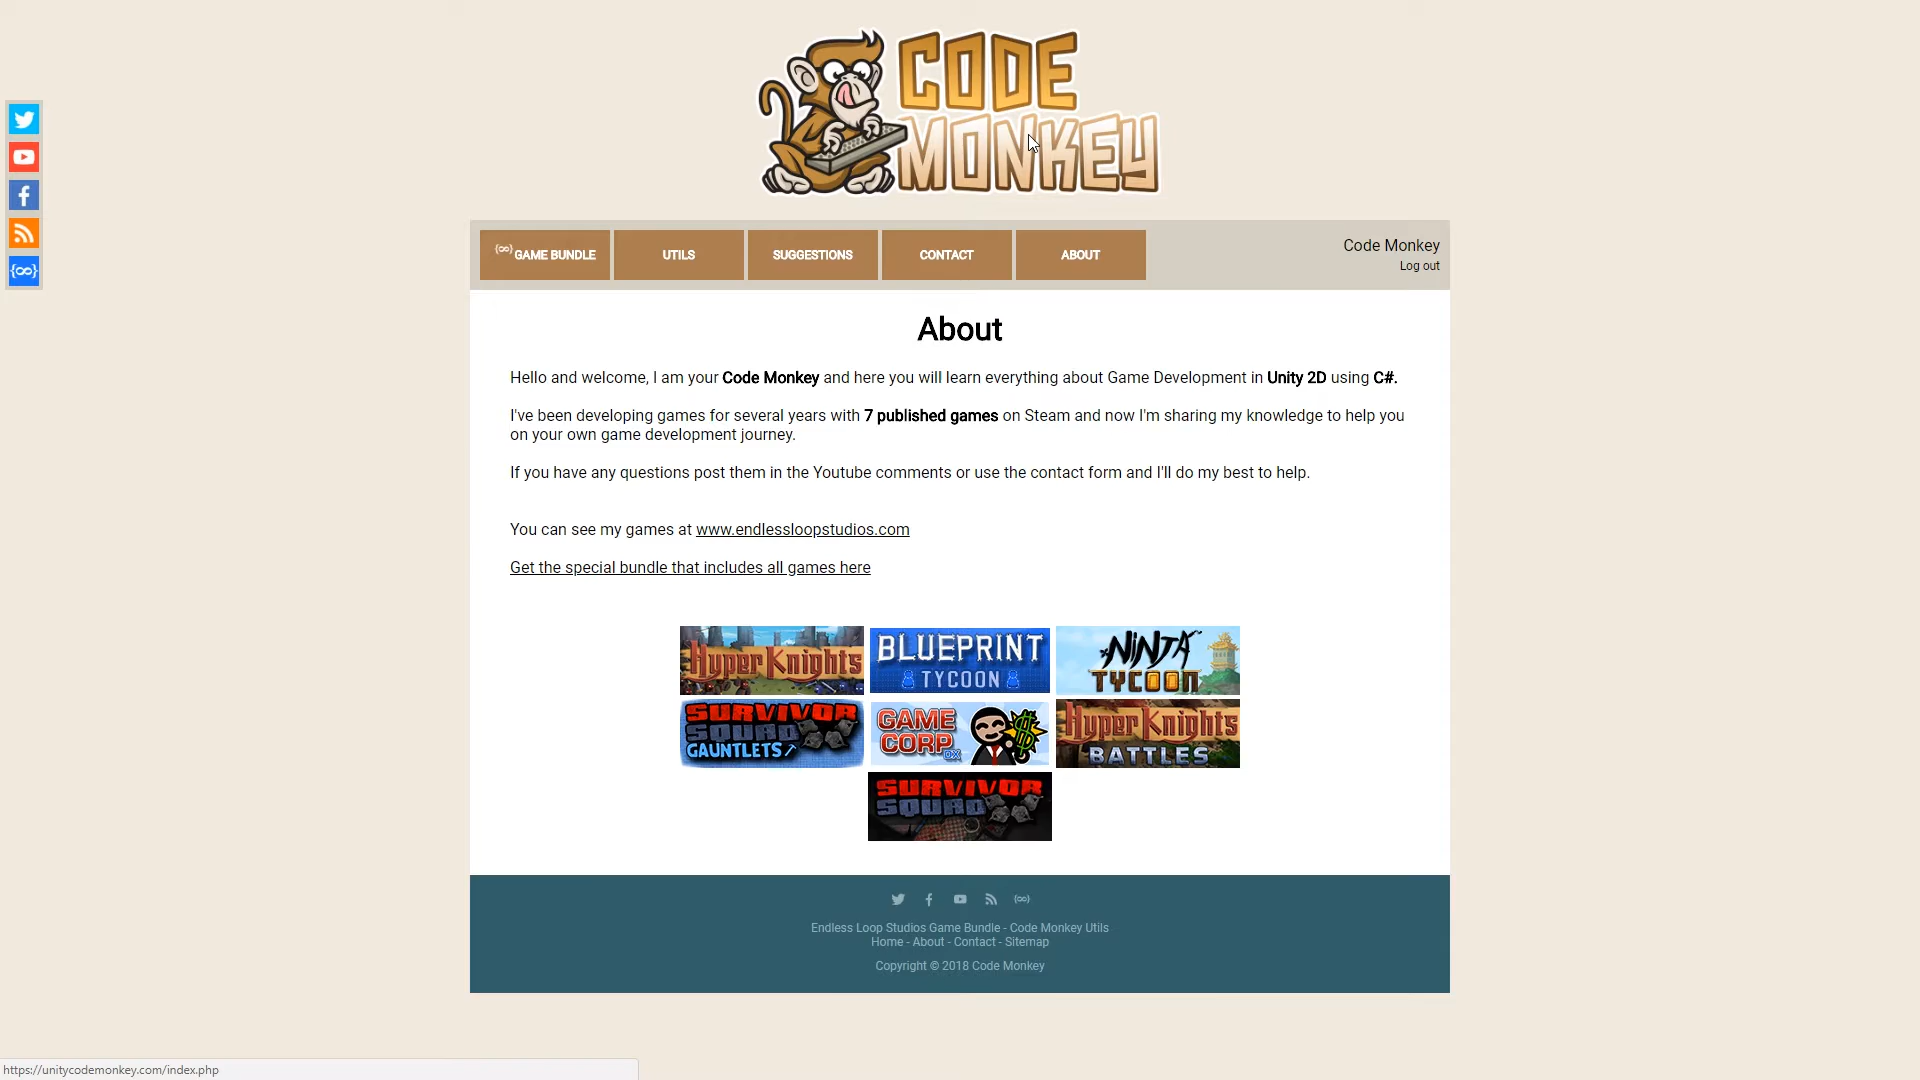 CODE
MONKEY
{∞} GAME BUNDLE
UTILS
SUGGESTIONS
CONTACT
ABOUT
Code Monkey
Log out
About
Hello and welcome, I am your Code Monkey and here you will learn everything about Game Development in Unity 2D using C#.
I've been developing games for several years with 7 published games on Steam and now I'm sharing my knowledge to help you
on your own game development journey.
If you have any questions post them in the Youtube comments or use the contact form and I'll do my best to help.
You can see my games at www.endlessloopstudios.com
Get the special bundle that includes all games here
Hyper Knights
BLUEPRINT
TYCOON
NINJA
TYCOON
SURVIVOR
SQUAD
GAUNTLETS
GAME
CORP
DX
Hyper Knights
BATTLES
SURVIVOR
SQUAD
Endless Loop Studios Game Bundle - Code Monkey Utils
Home - About - Contact - Sitemap
Copyright © 2018 Code Monkey
https://unitycodemonkey.com/index.php